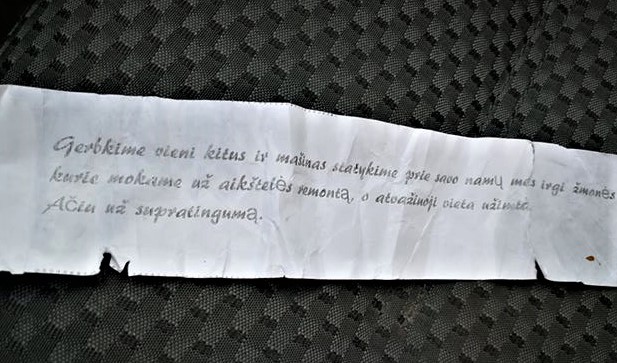 Gerbkime vieni kitus ir mašinas statykime prie savo namų mes irgi žmonės
kurie mokame už aikštelės remontą, o atvažiuoji vieta užimta.
Ačiu už supratingumą.